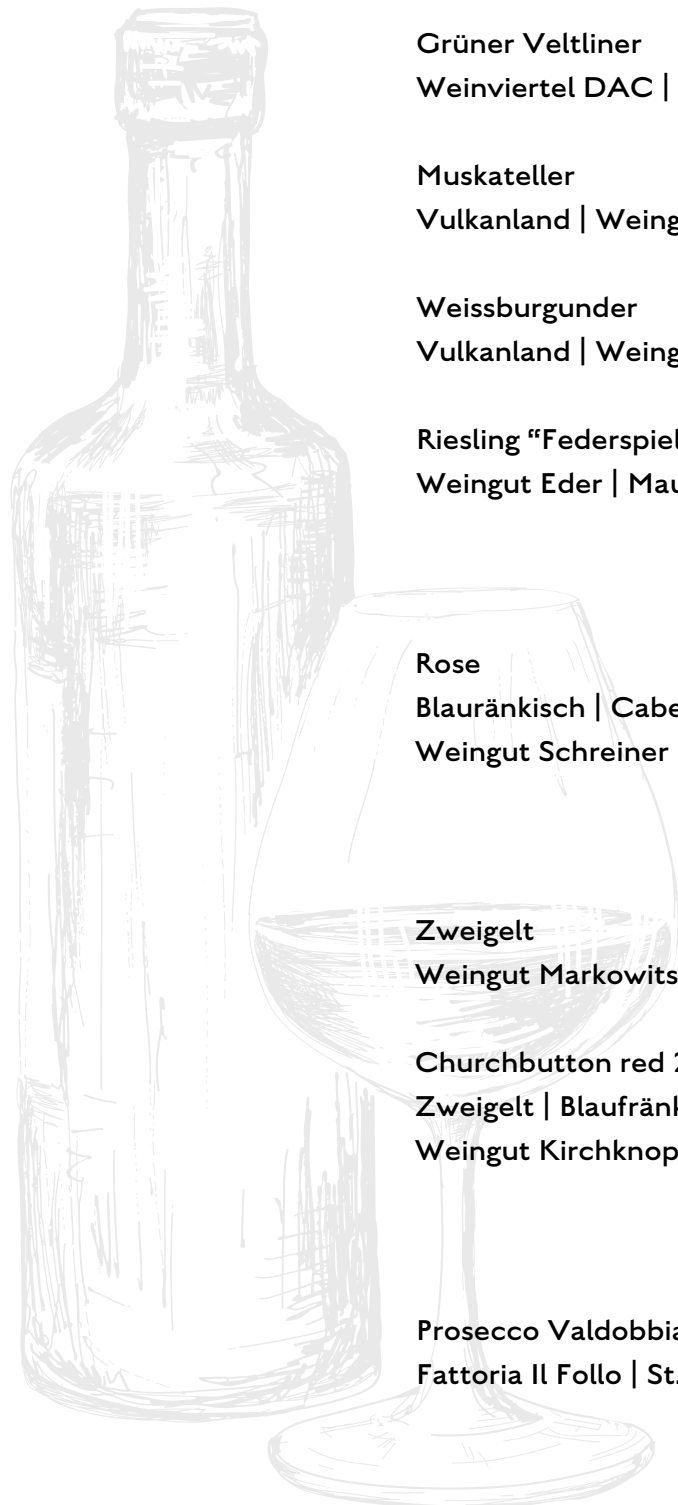 Grüner Veltliner
Weinviertel DAC |
Muskateller
Vulkanland | Weing
Weissburgunder
Vulkanland | Weing
Riesling “Federspiel
Weingut Eder | Mau
Rose
Blauränkisch | Cabe
Weingut Schreiner
Zweigelt
Weingut Markowits
Churchbutton red
Zweigelt | Blaufränk
Weingut Kirchknop
Prosecco Valdobbia
Fattoria Il Follo | St.